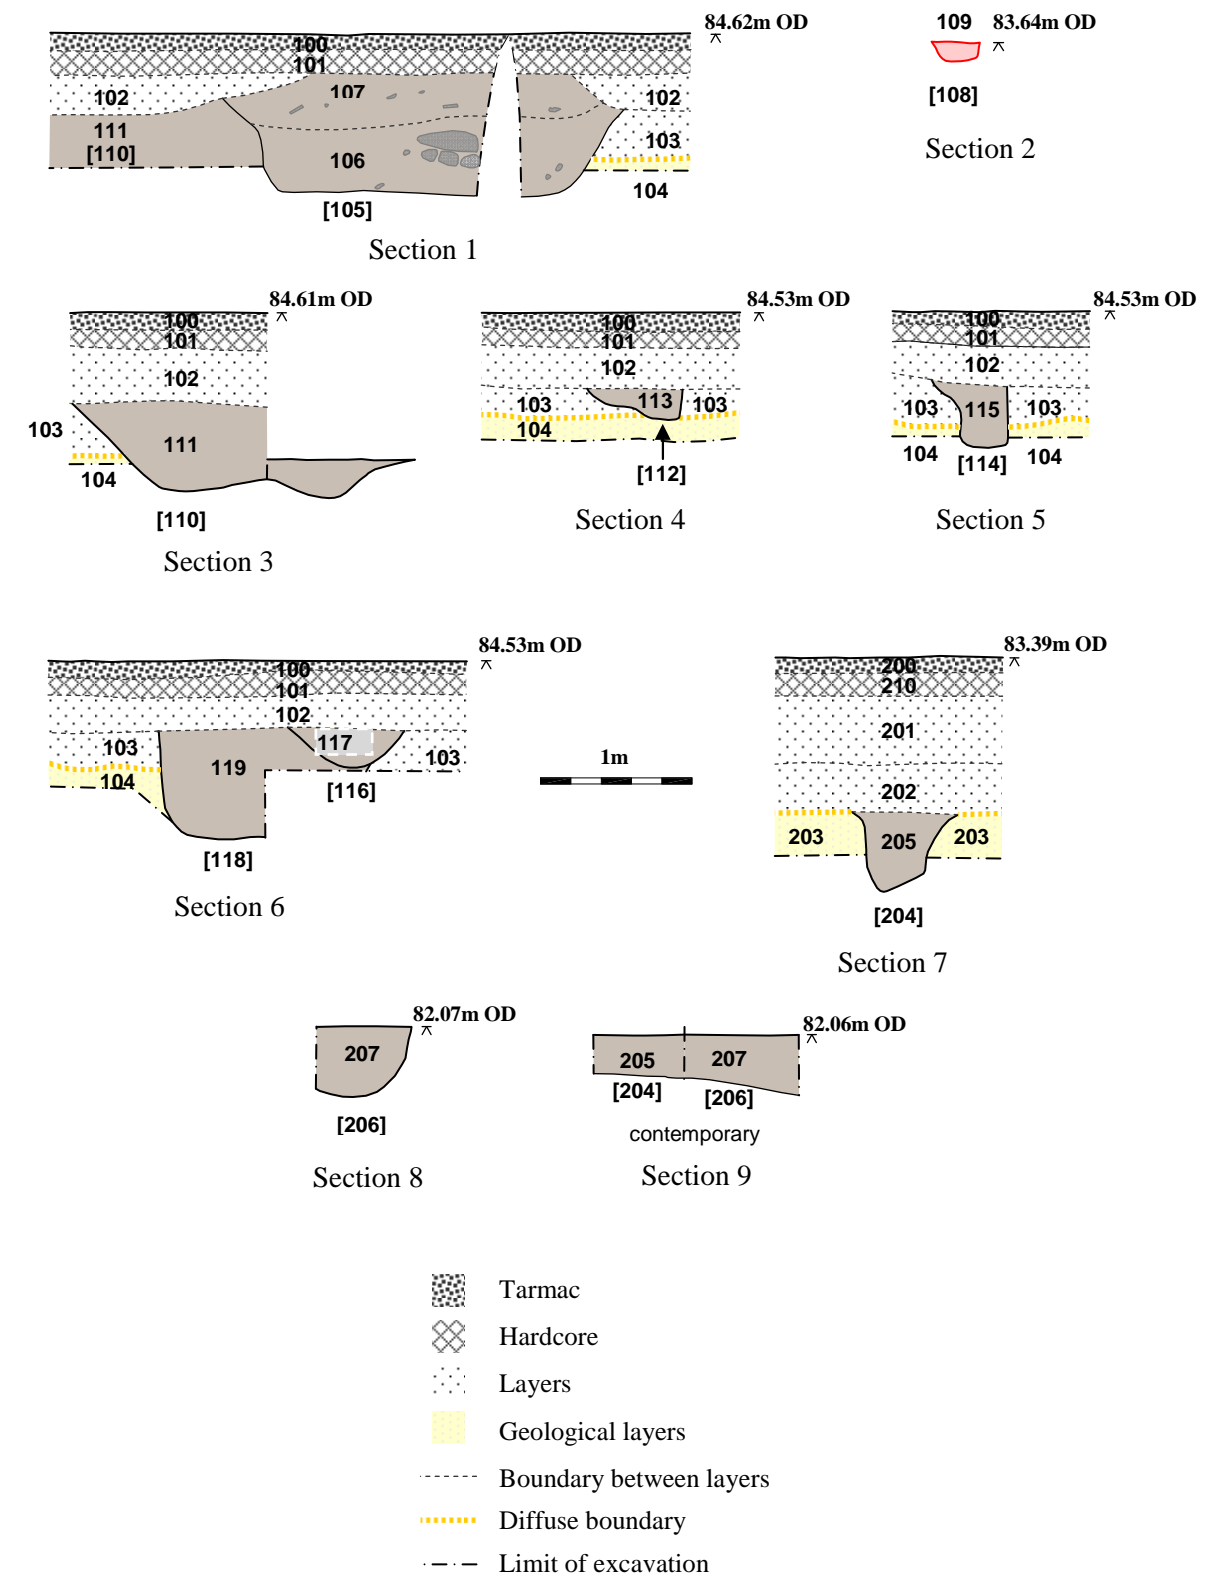 84.62m OD
109 83.64m OD
100
101
107
102
102
111
103
[110]
106
104
[105]
[108]
Section 1
Section 2
84.61m OD
84.53m OD
84.53m OD
100
101
102
103
111
104
[110]
Section 3
100
101
102
113
103
103
104
[112]
Section 4
100
101
102
103
115
103
104
[114]
104
Section 5
84.53m OD
100
101
102
117
103
103
119
104
[116]
[118]
Section 6
1m
83.39m OD
200
210
201
202
203
205
203
[204]
Section 7
82.07m OD
207
[206]
Section 8
82.06m OD
205
207
[204]
[206]
contemporary
Section 9
Tarmac
Hardcore
Layers
Geological layers
Boundary between layers
Diffuse boundary
Limit of excavation